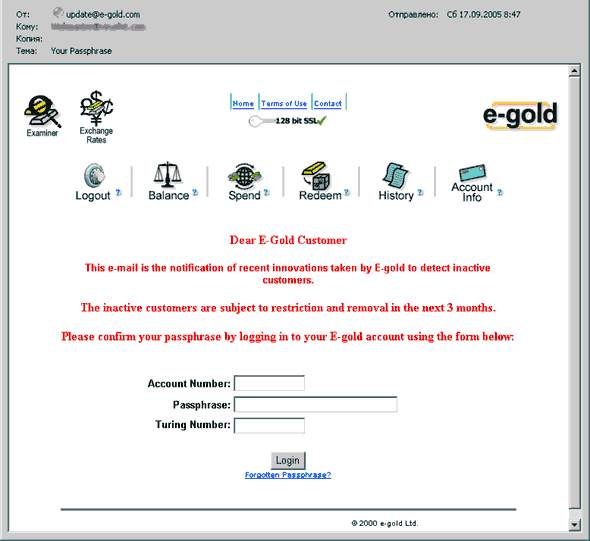 От: update@e-gold.com Отправлено: Сб 17.09.2005 8:47
Кому:
Копия:
Тема: Your Passphrase
Home Terms of Use Contact
128 bit SSL
e-gold
Examiner
Exchange Rates
Logout ? Balance ? Spend ? Redeem ? History ? Account Info ?
Dear E-Gold Customer
This e-mail is the notification of recent innovations taken by E-gold to detect inactive
customers.
The inactive customers are subject to restriction and removal in the next 3 months.
Please confirm your passphrase by logging in to your E-gold account using the form below:
Account Number:
Passphrase:
Turing Number:
Login
Forgotten Passphrase?
© 2000 e-gold Ltd.